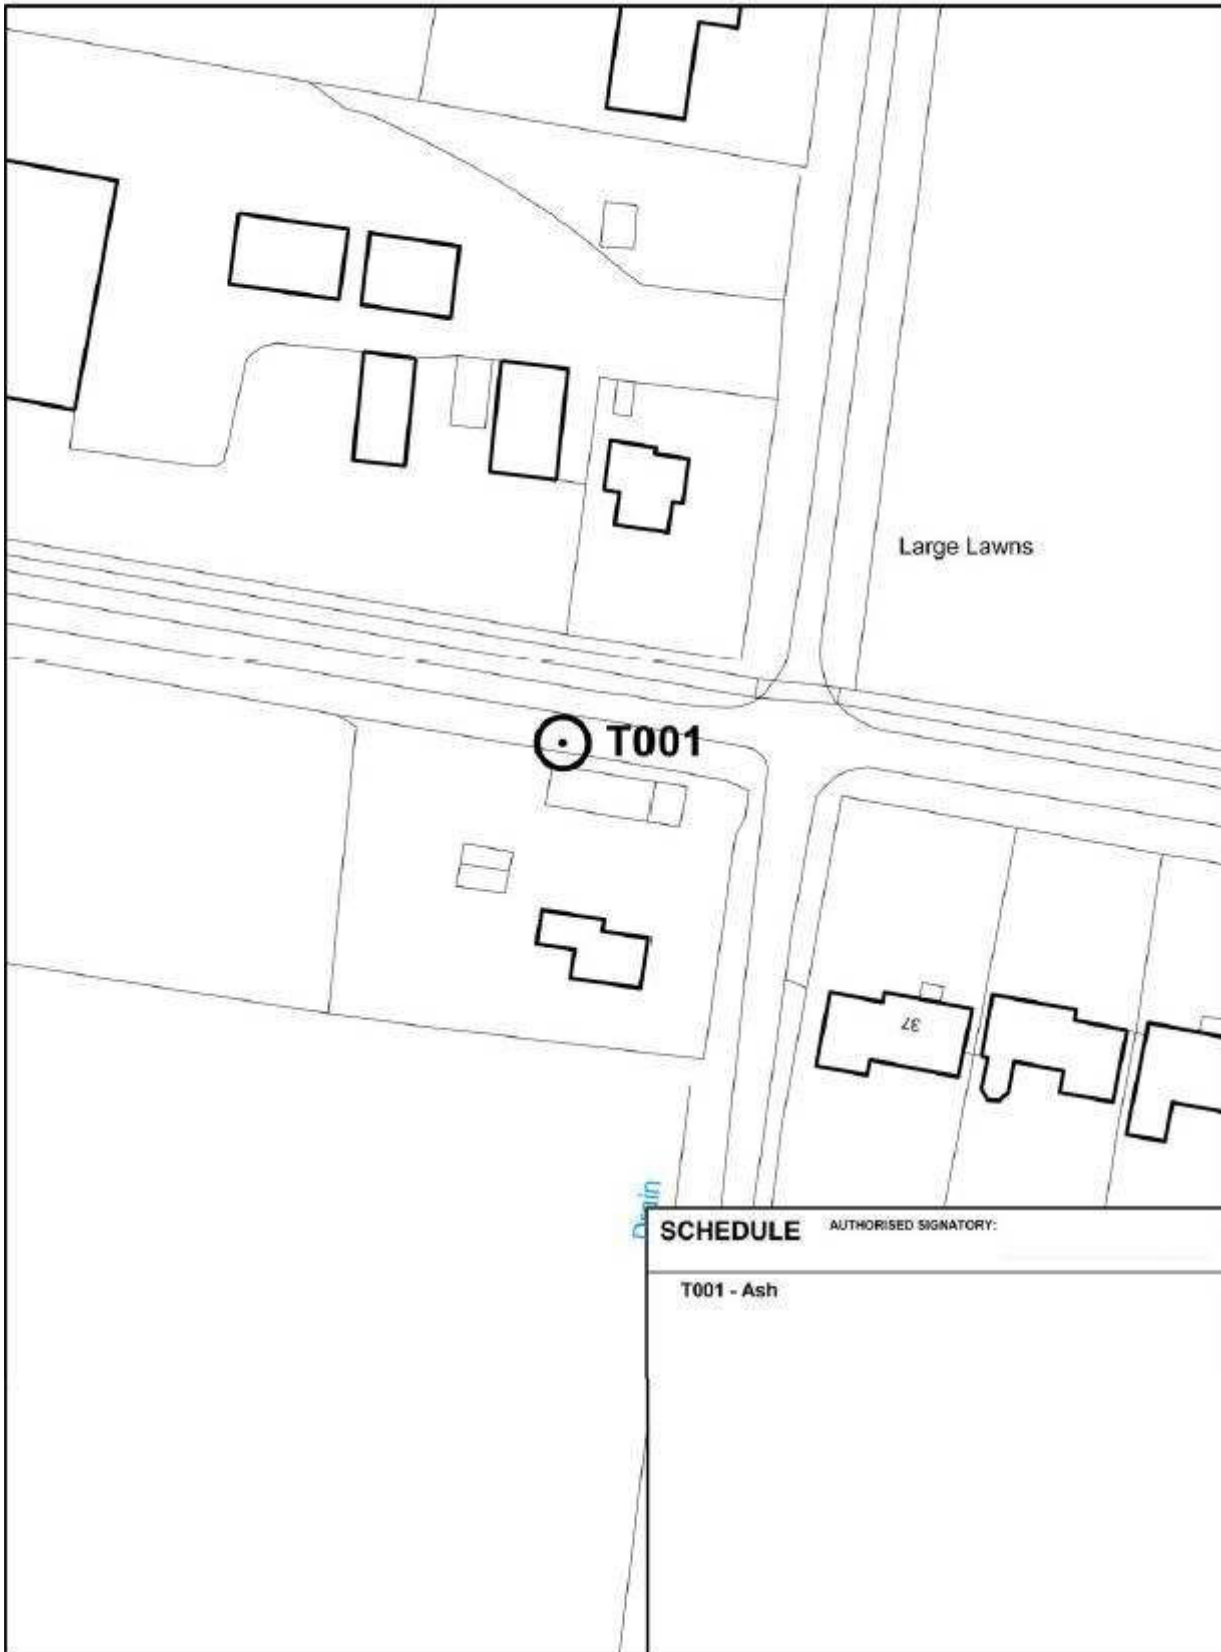 Large Lawns
T001
37
Drain
SCHEDULE AUTHORISED SIGNATORY:
T001 - Ash